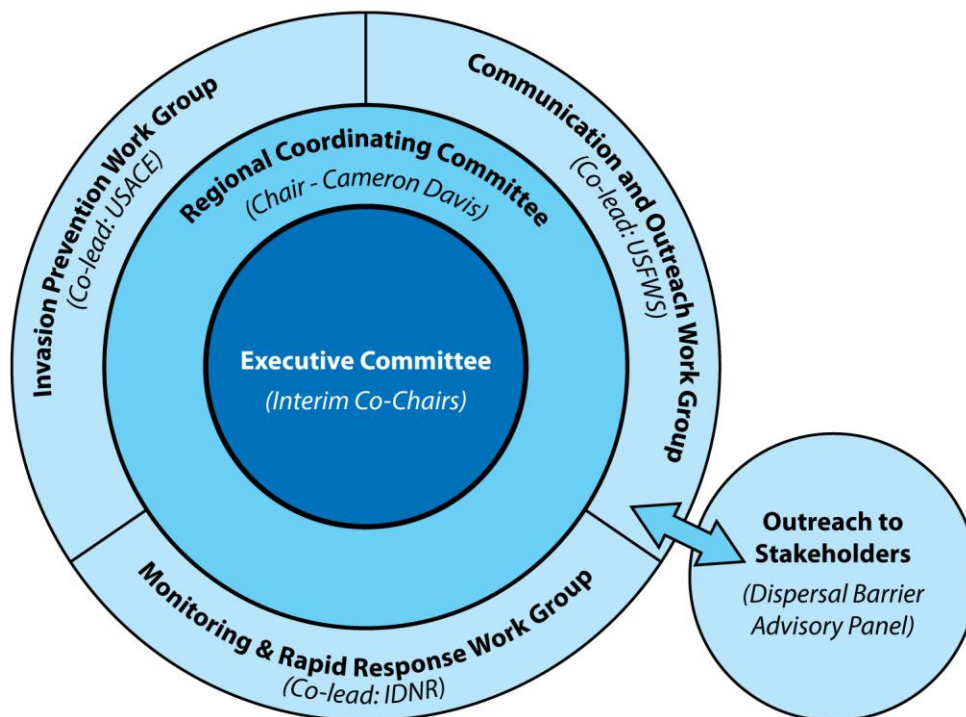 Invasion Prevention Work Group
(Co-lead: USACE)
Communication and Outreach Work Group
(Co-lead: USFWS)
Regional Coordinating Committee
(Chair - Cameron Davis)
Executive Committee
(Interim Co-Chairs)
Monitoring & Rapid Response Work Group
(Co-lead: IDNR)
Outreach to
Stakeholders
(Dispersal Barrier
Advisory Panel)